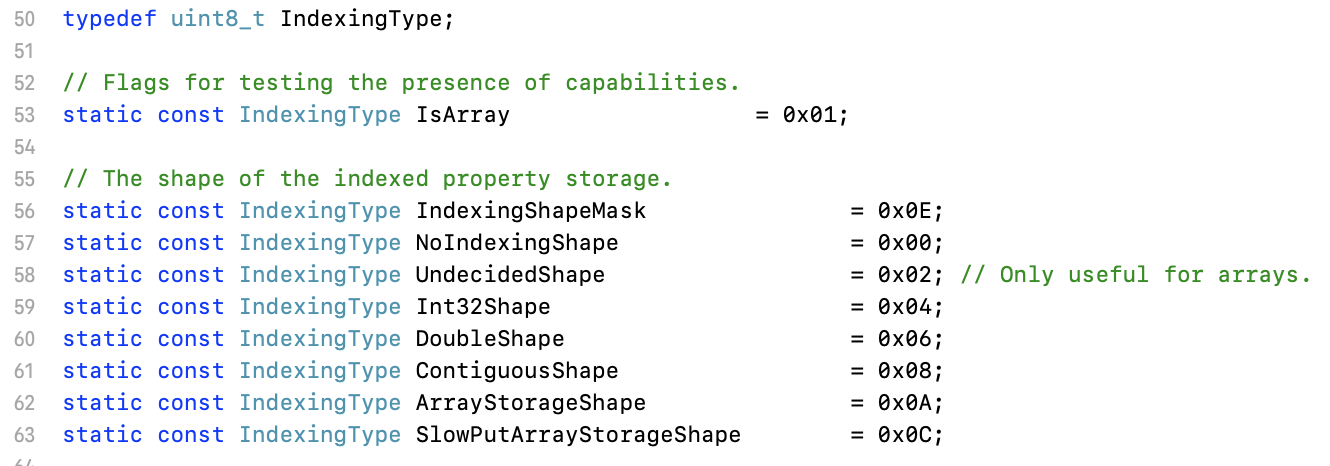 50 typedef uint8_t IndexingType;
51
52 // Flags for testing the presence of capabilities.
53 static const IndexingType IsArray = 0x01;
54
55 // The shape of the indexed property storage.
56 static const IndexingType IndexingShapeMask = 0x0E;
57 static const IndexingType NoIndexingShape = 0x00;
58 static const IndexingType UndecidedShape = 0x02; // Only useful for arrays.
59 static const IndexingType Int32Shape = 0x04;
60 static const IndexingType DoubleShape = 0x06;
61 static const IndexingType ContiguousShape = 0x08;
62 static const IndexingType ArrayStorageShape = 0x0A;
63 static const IndexingType SlowPutArrayStorageShape = 0x0C;
64